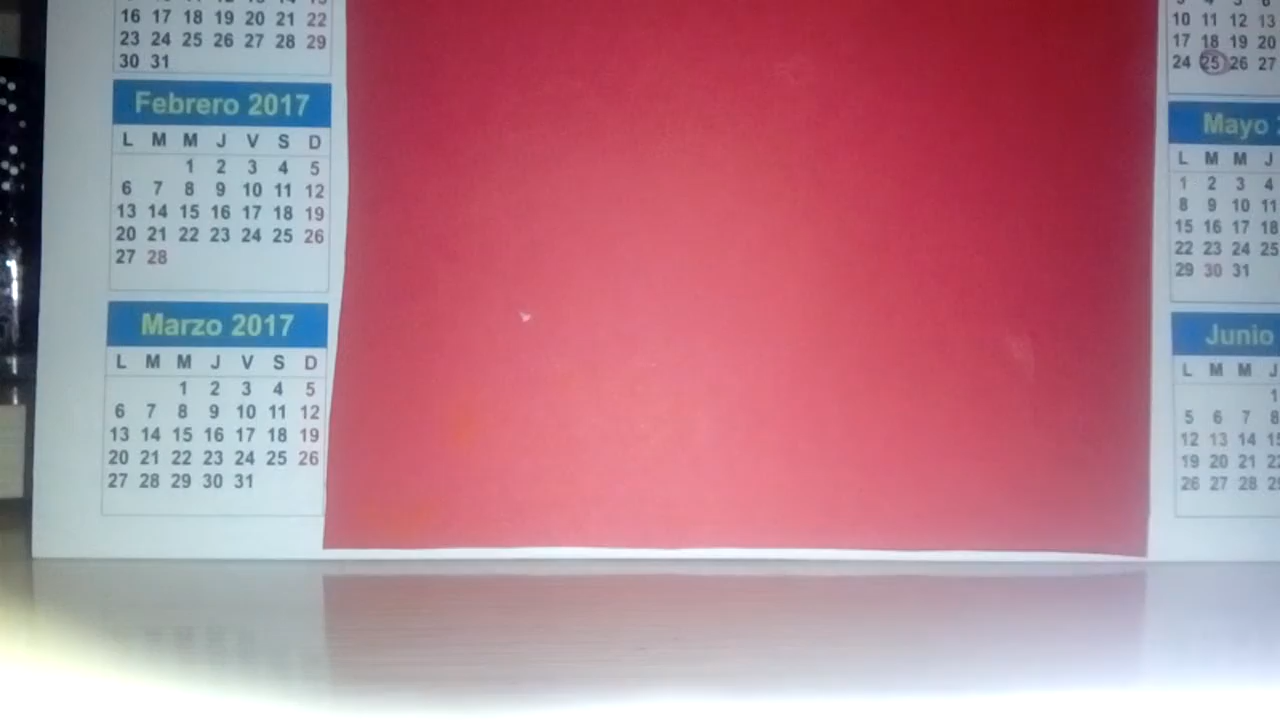 16 17 18 19 20 21 22
23 24 25 26 27 28 29
30 31
Febrero 2017
L M M J V S D
1 2 3 4 5
6 7 8 9 10 11 12
13 14 15 16 17 18 19
20 21 22 23 24 25 26
27 28
Marzo 2017
L M M J V S D
1 2 3 4 5
6 7 8 9 10 11 12
13 14 15 16 17 18 19
20 21 22 23 24 25 26
27 28 29 30 31
10 11 12 13
17 18 19 20
24 25 26 27
Mayo
L M M J
1 2 3 4
8 9 10 11
15 16 17 18
22 23 24 25
29 30 31
Junio
L M M J
1
5 6 7 8
12 13 14 15
19 20 21 22
26 27 28 29